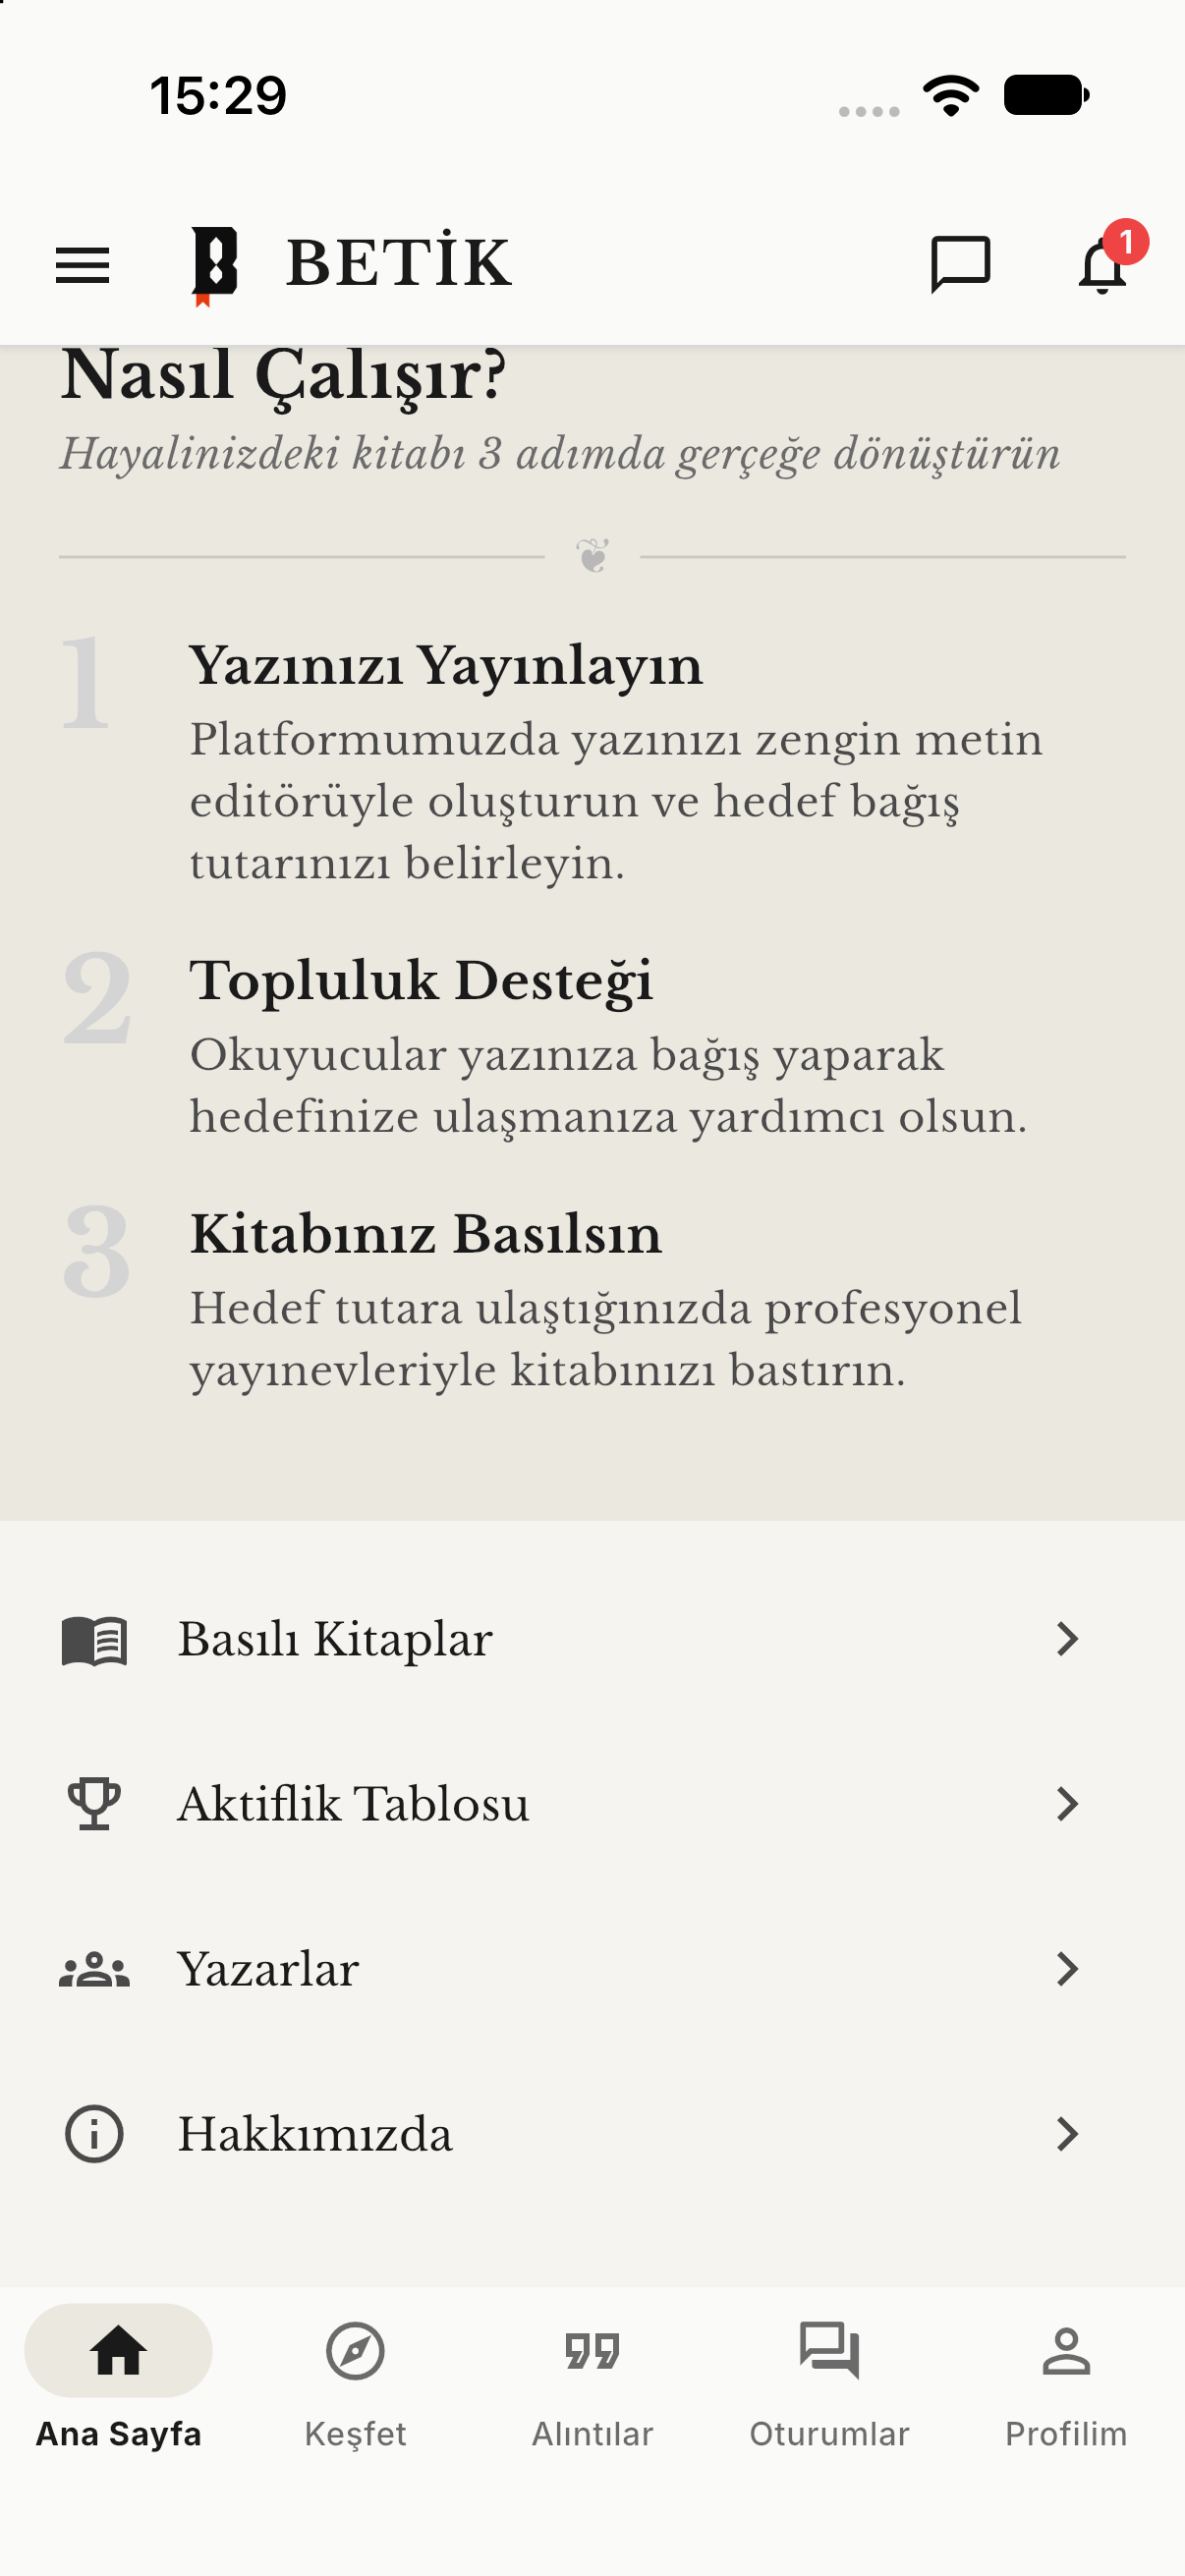 15:29
BETİK
1
Nasıl Çalışır?
Hayalinizdeki kitabı 3 adımda gerçeğe dönüştürün
❦
1
Yazınızı Yayınlayın
Platformumuzda yazınızı zengin metin
editörüyle oluşturun ve hedef bağış
tutarınızı belirleyin.
2
Topluluk Desteği
Okuyucular yazınıza bağış yaparak
hedefinize ulaşmanıza yardımcı olsun.
3
Kitabınız Basılsın
Hedef tutara ulaştığınızda profesyonel
yayınevleriyle kitabınızı bastırın.
Basılı Kitaplar
Aktiflik Tablosu
Yazarlar
Hakkımızda
Ana Sayfa
Keşfet
Alıntılar
Oturumlar
Profilim